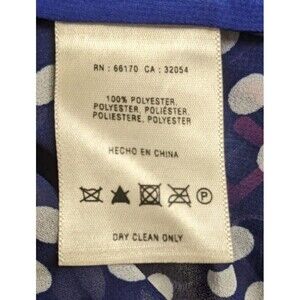 RN : 66170 CA : 32054
100% POLYESTER,
POLYESTER, POLIÉSTER,
POLIESTERE, POLYESTER
HECHO EN CHINA
P
DRY CLEAN ONLY